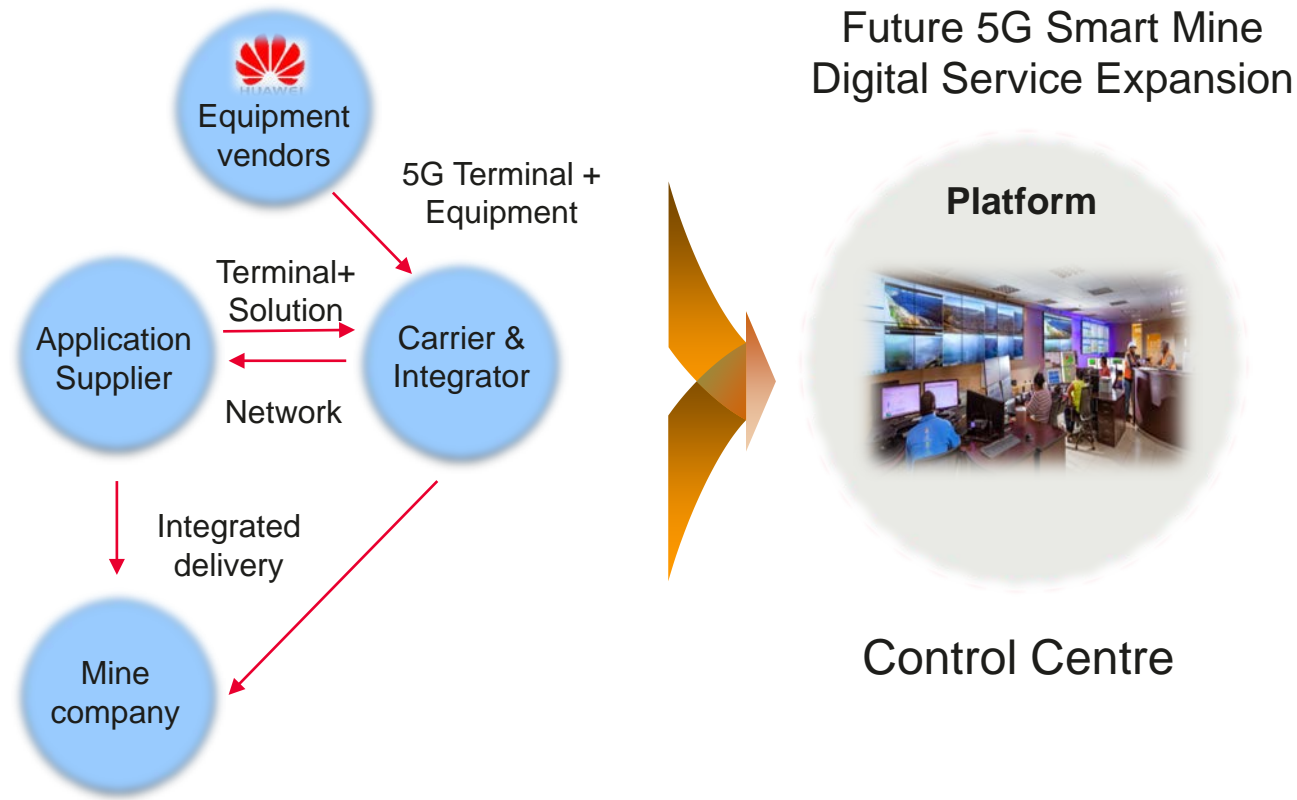 HUAWEI
Equipment
vendors
5G Terminal +
Equipment
Terminal+
Solution
Application
Supplier
Carrier &
Integrator
Network
Integrated
delivery
Mine
company
Future 5G Smart Mine
Digital Service Expansion
Platform
Control Centre